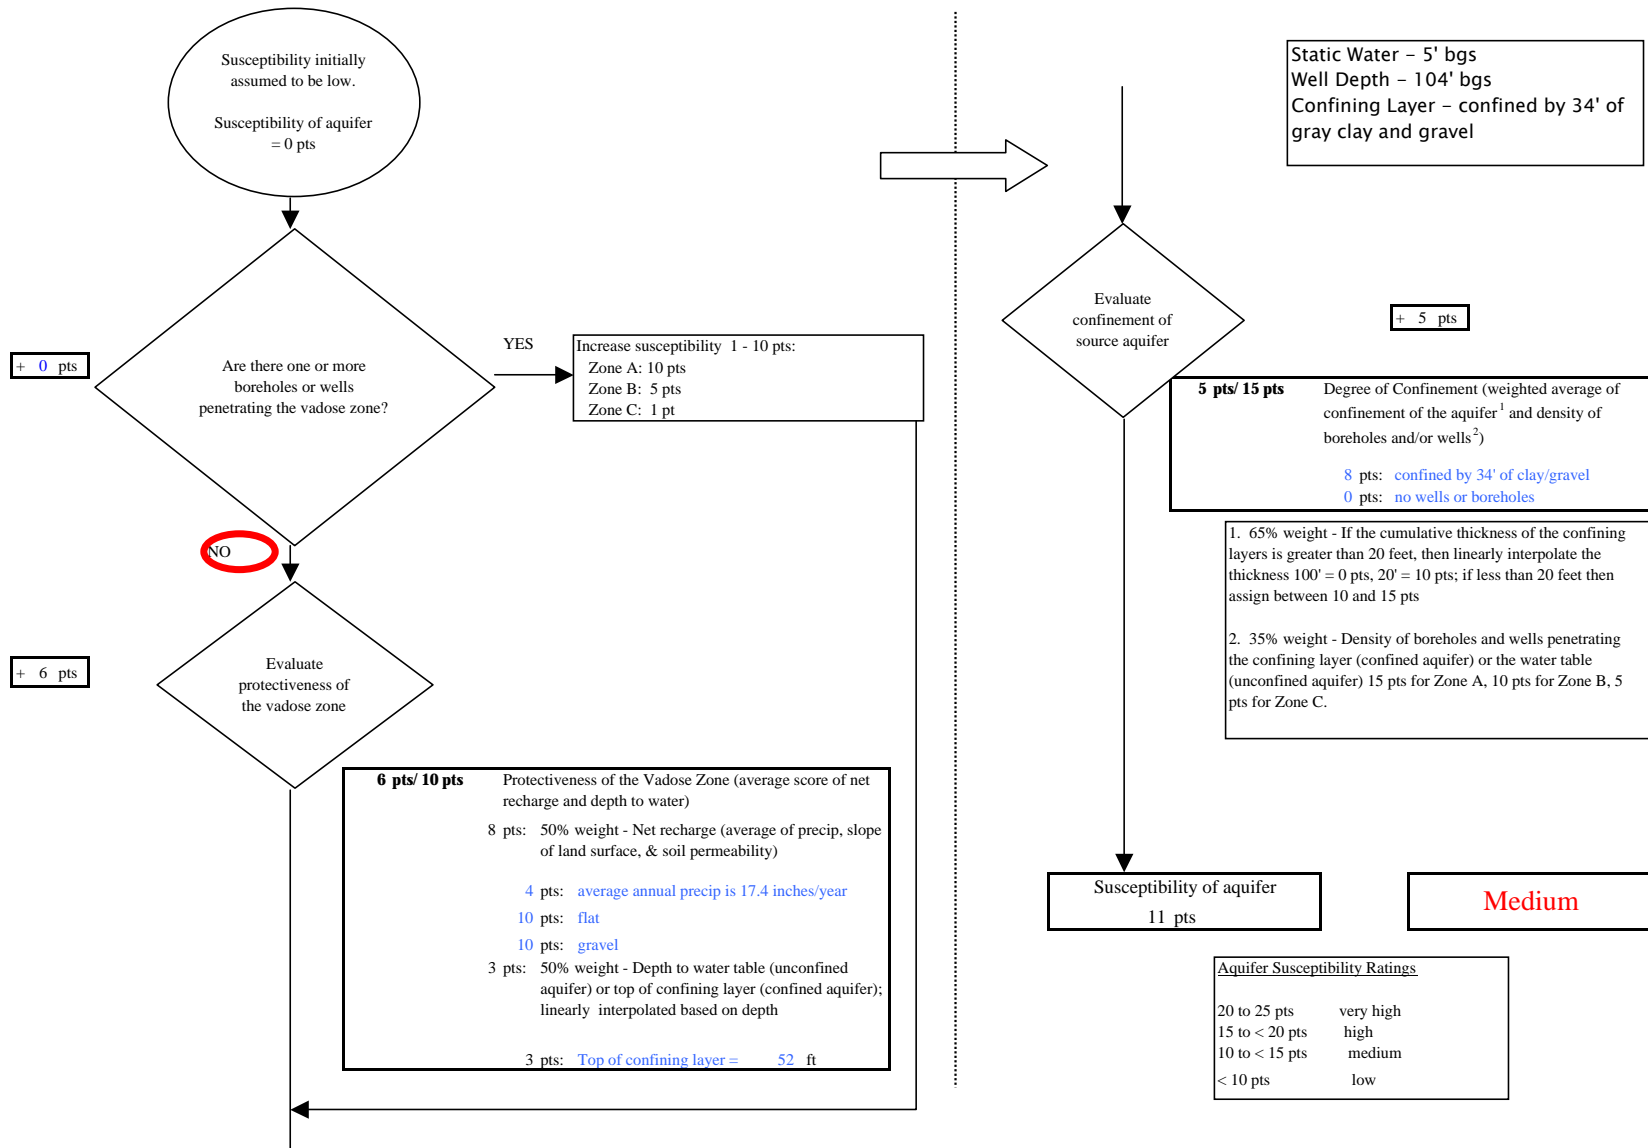 Susceptibility initially
assumed to be low.
Susceptibility of aquifer
= 0 pts
+ 0 pts
Are there one or more
boreholes or wells
penetrating the vadose zone?
YES
Increase susceptibility 1 - 10 pts:
Zone A: 10 pts
Zone B: 5 pts
Zone C: 1 pt
NO
+ 6 pts
Evaluate
protectiveness of
the vadose zone
6 pts/ 10 pts Protectiveness of the Vadose Zone (average score of net
recharge and depth to water)
8 pts: 50% weight - Net recharge (average of precip, slope
of land surface, & soil permeability)
4 pts: average annual precip is 17.4 inches/year
10 pts: flat
10 pts: gravel
3 pts: 50% weight - Depth to water table (unconfined
aquifer) or top of confining layer (confined aquifer);
linearly interpolated based on depth
3 pts: Top of confining layer = 52 ft
Static Water – 5' bgs
Well Depth – 104' bgs
Confining Layer – confined by 34' of
gray clay and gravel
Evaluate
confinement of
source aquifer
+ 5 pts
5 pts/ 15 pts Degree of Confinement (weighted average of
confinement of the aquifer1 and density of
boreholes and/or wells2)
8 pts: confined by 34' of clay/gravel
0 pts: no wells or boreholes
1. 65% weight - If the cumulative thickness of the confining
layers is greater than 20 feet, then linearly interpolate the
thickness 100' = 0 pts, 20' = 10 pts; if less than 20 feet then
assign between 10 and 15 pts
2. 35% weight - Density of boreholes and wells penetrating
the confining layer (confined aquifer) or the water table
(unconfined aquifer) 15 pts for Zone A, 10 pts for Zone B, 5
pts for Zone C.
Susceptibility of aquifer
11 pts
Medium
Aquifer Susceptibility Ratings
20 to 25 pts very high
15 to < 20 pts high
10 to < 15 pts medium
< 10 pts low